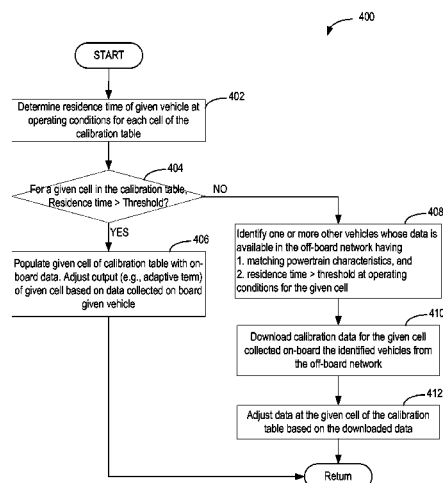 400
START
Determine residence time of given vehicle at
operating conditions for each cell of the
calibration table
402
404
For a given cell in the calibration table,
Residence time > Threshold?
NO
YES
406
Populate given cell of calibration table with on-
board data. Adjust output (e.g., adaptive term)
of given cell based on data collected on board
given vehicle
408
Identify one or more other vehicles whose data is
available in the off-board network having
1. matching powertrain characteristics, and
2. residence time > threshold at operating
conditions for the given cell
410
Download calibration data for the given cell
collected on-board the identified vehicles from
the off-board network
412
Adjust data at the given cell of the calibration
table based on the downloaded data
Return